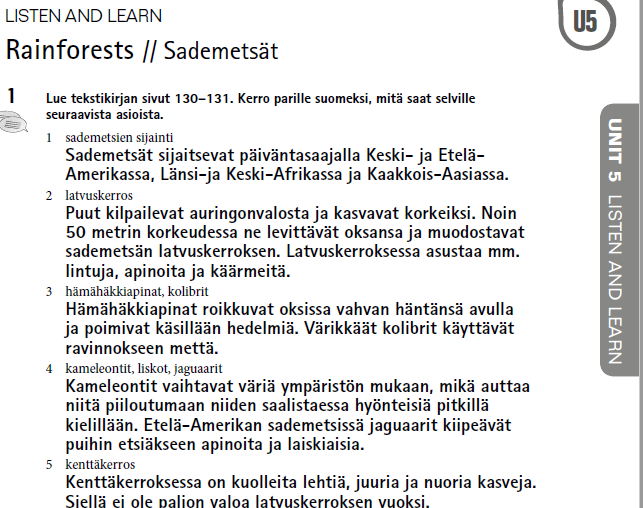 LISTEN AND LEARN
U5
Rainforests // Sademetsät
1 Lue tekstikirjan sivut 130–131. Kerro parille suomeksi, mitä saat selville
seuraavista asioista.
1 sademetsien sijainti
Sademetsät sijaitsevat päiväntasaajalla Keski- ja Etelä-
Amerikassa, Länsi-ja Keski-Afrikassa ja Kaakkois-Aasiassa.
2 latvuskerros
Puut kilpailevat auringonvalosta ja kasvavat korkeiksi. Noin
50 metrin korkeudessa ne levittävät oksansa ja muodostavat
sademetsän latvuskerroksen. Latvuskerroksessa asustaa mm.
lintuja, apinoita ja käärmeitä.
3 hämähäkkiapinat, kolibrit
Hämähäkkiapinat roikkuvat oksissa vahvan häntänsä avulla
ja poimivat käsillään hedelmiä. Värikkäät kolibrit käyttävät
ravinnokseen mettä.
4 kameleontit, liskot, jaguaarit
Kameleontit vaihtavat väriä ympäristön mukaan, mikä auttaa
niitä piiloutumaan niiden saalistaessa hyönteisiä pitkillä
kielillään. Etelä-Amerikan sademetsissä jaguaarit kiipeävät
puihin etsiäkseen apinoita ja laiskiaisia.
5 kenttäkerros
Kenttäkerroksessa on kuolleita lehtiä, juuria ja nuoria kasveja.
Siellä ei ole paljon valoa latvuskerroksen vuoksi.
UNIT 5 LISTEN AND LEARN